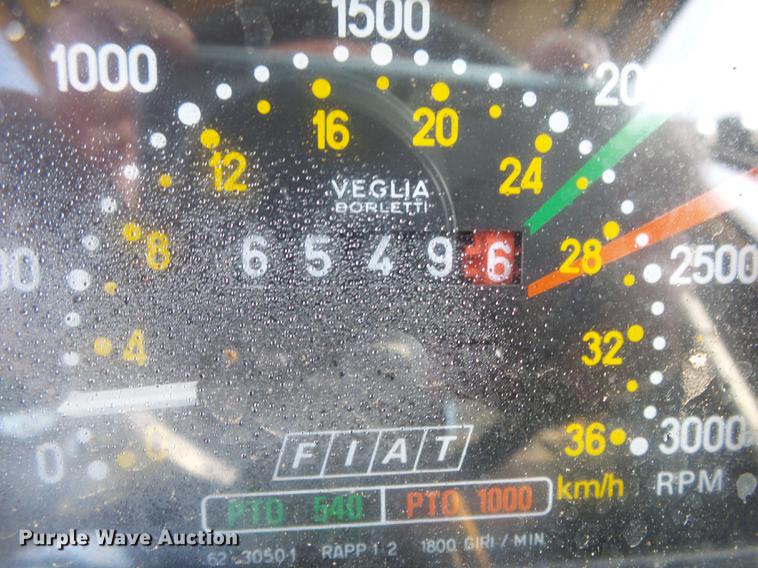 1500
1000
20
16
20
12
24
VEGLIA
BORLETTI
8
6 5 4 9 6
28
2500
4
32
0
0
FIAT
36
3000
km/h
RPM
PTO 540 PTO 1000
Purple Wave Auction
RAPP 1 2 1800 GIRI / MIN